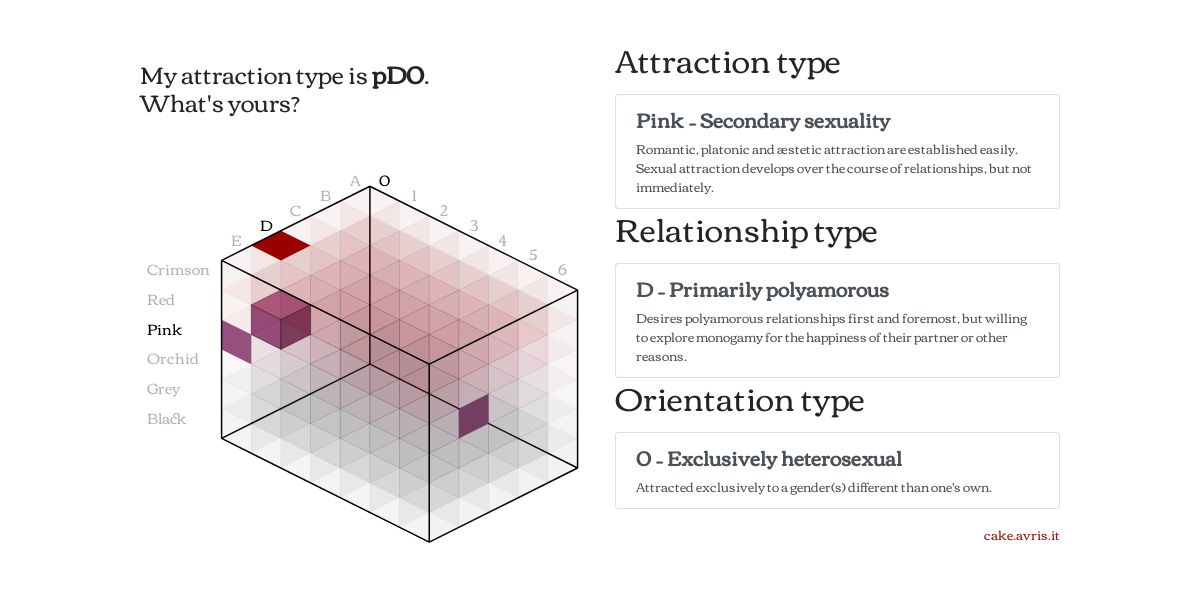 My attraction type is pDO.
What's yours?
A
O
B
1
C
2
D
3
E
4
5
6
Crimson
Red
Pink
Orchid
Grey
Black
Attraction type
Pink – Secondary sexuality
Romantic, platonic and æstetic attraction are established easily.
Sexual attraction develops over the course of relationships, but not
immediately.
Relationship type
D – Primarily polyamorous
Desires polyamorous relationships first and foremost, but willing
to explore monogamy for the happiness of their partner or other
reasons.
Orientation type
O – Exclusively heterosexual
Attracted exclusively to a gender(s) different than one's own.
cake.avris.it